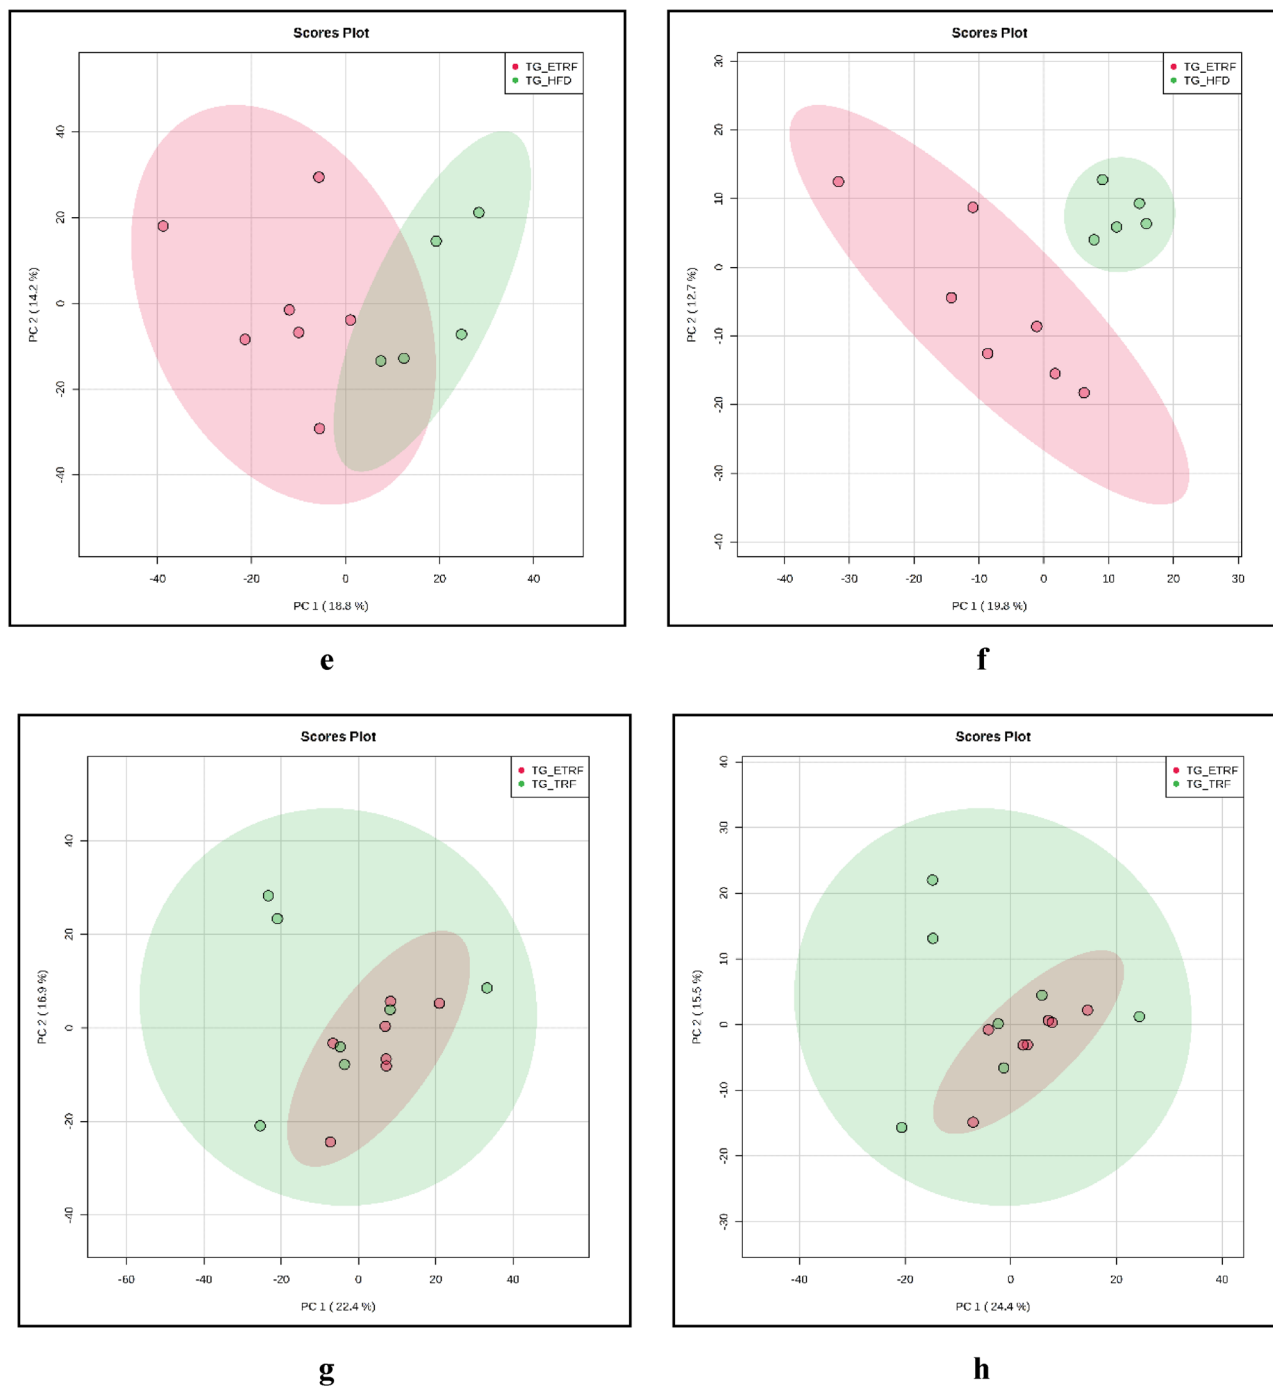 Scores Plot
TG_ETRF
TG_HFD
PC 2 ( 14.2 %)
40
20
0
-20
-40
-40 -20 0 20 40
PC 1 ( 18.8 %)
e
Scores Plot
TG_ETRF
TG_HFD
PC 2 ( 12.7 %)
30
20
10
0
-10
-20
-30
-40
-40 -30 -20 -10 0 10 20 30
PC 1 ( 19.8 %)
f
Scores Plot
TG_ETRF
TG_TRF
PC 2 ( 16.9 %)
40
20
0
-20
-40
-60 -40 -20 0 20 40
PC 1 ( 22.4 %)
g
Scores Plot
TG_ETRF
TG_TRF
PC 2 ( 15.5 %)
40
30
20
10
0
-10
-20
-30
-40 -20 0 20 40
PC 1 ( 24.4 %)
h